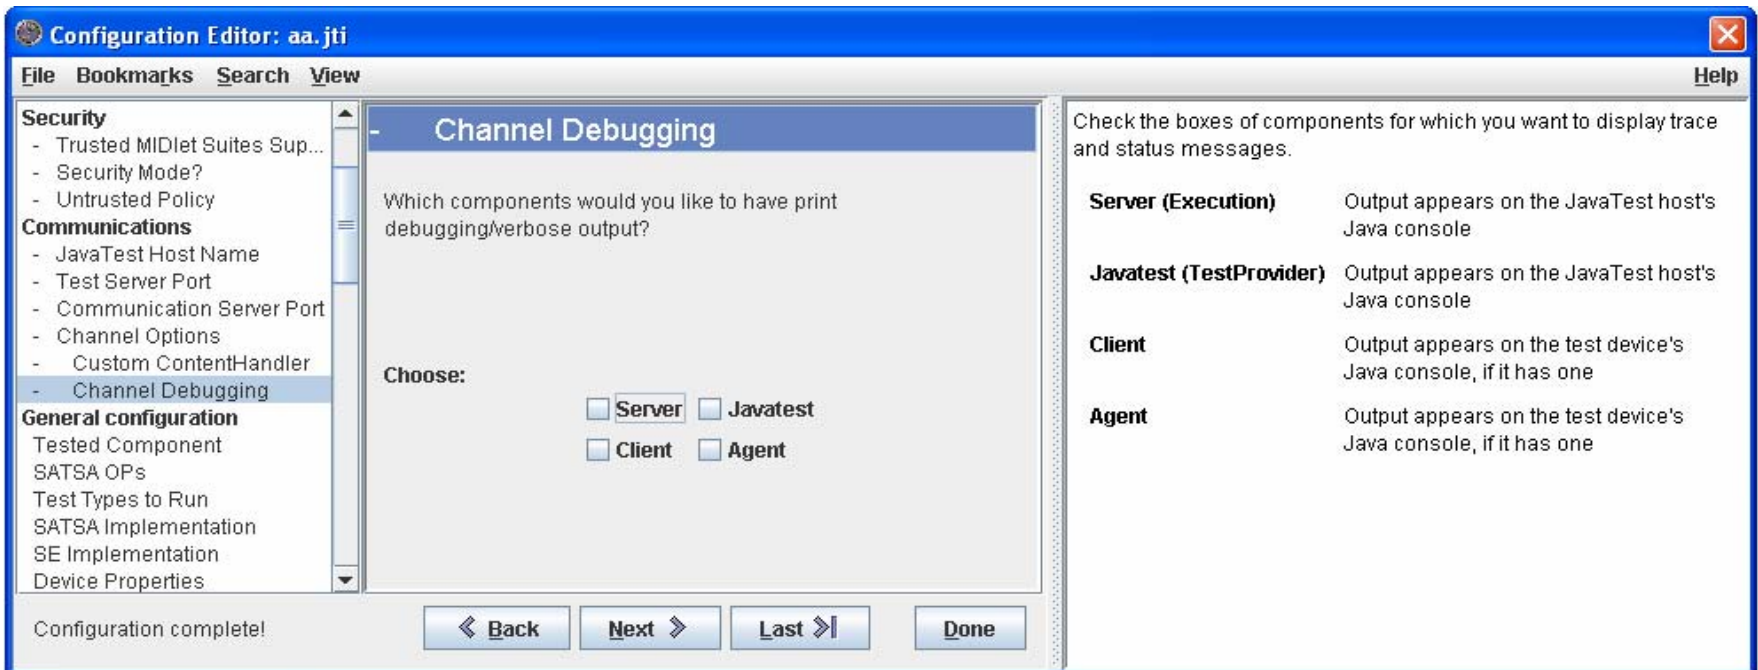 Configuration Editor: aa.jti
File Bookmarks Search View Help
Security
- Trusted MIDlet Suites Sup...
- Security Mode?
- Untrusted Policy
Communications
- JavaTest Host Name
- Test Server Port
- Communication Server Port
- Channel Options
- Custom ContentHandler
- Channel Debugging
General configuration
Tested Component
SATSA OPs
Test Types to Run
SATSA Implementation
SE Implementation
Device Properties
Configuration complete!
- Channel Debugging
Which components would you like to have print
debugging/verbose output?
Choose:
Server Javatest
Client Agent
Back Next Last Done
Check the boxes of components for which you want to display trace
and status messages.
Server (Execution) Output appears on the JavaTest host's
Java console
Javatest (TestProvider) Output appears on the JavaTest host's
Java console
Client Output appears on the test device's
Java console, if it has one
Agent Output appears on the test device's
Java console, if it has one